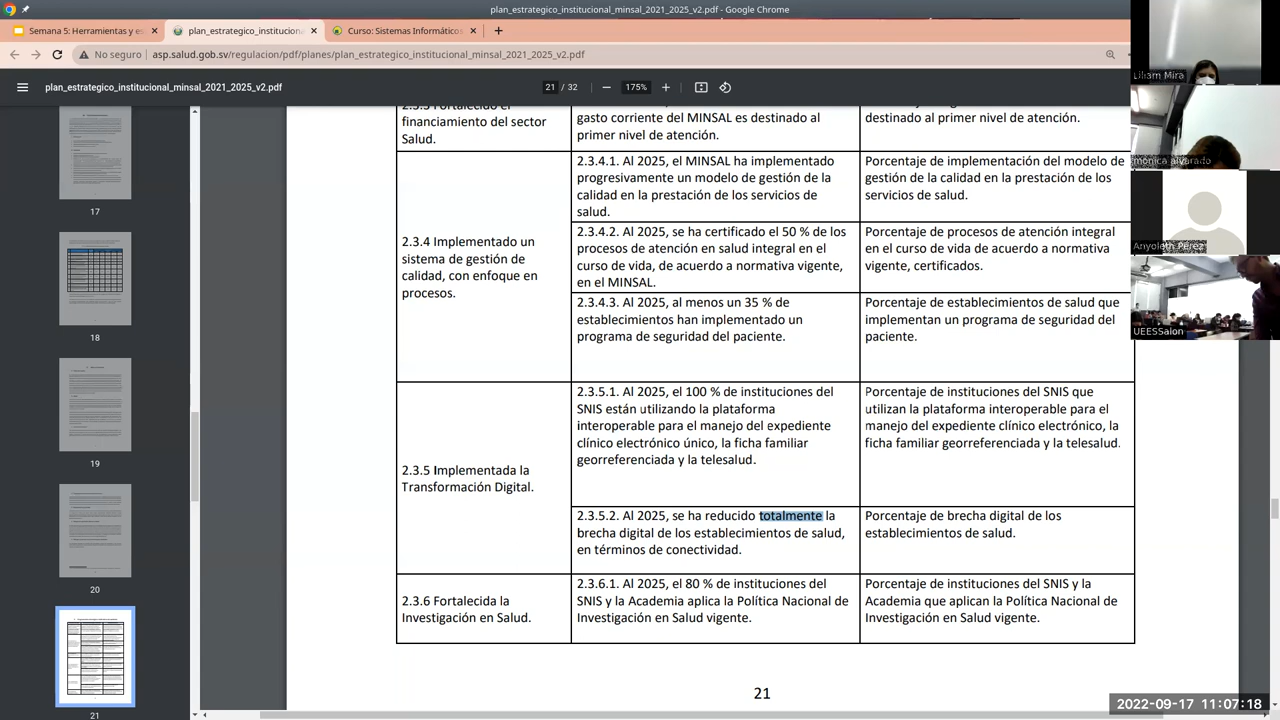 plan_estrategico_institucional_minsal_2021_2025_v2.pdf - Google Chrome
Semana 5: Herramientas y es
plan_estrategico_institucion
Curso: Sistemas Informáticos
No seguro
asp.salud.gob.sv/regulacion/pdf/planes/plan_estrategico_institucional_minsal_2021_2025_v2.pdf
plan_estrategico_institucional_minsal_2021_2025_v2.pdf
21 / 32
175%
17
18
19
20
21
2.3.3 Fortalecido el
financiamiento del sector
Salud.
gasto corriente del MINSAL es destinado al
primer nivel de atención.
destinado al primer nivel de atención.
2.3.4 Implementado un
sistema de gestión de
calidad, con enfoque en
procesos.
2.3.4.1. Al 2025, el MINSAL ha implementado
progresivamente un modelo de gestión de la
calidad en la prestación de los servicios de
salud.
Porcentaje de implementación del modelo de
gestión de la calidad en la prestación de los
servicios de salud.
2.3.4.2. Al 2025, se ha certificado el 50 % de los
procesos de atención en salud integral en el
curso de vida, de acuerdo a normativa vigente,
en el MINSAL.
Porcentaje de procesos de atención integral
en el curso de vida de acuerdo a normativa
vigente, certificados.
2.3.4.3. Al 2025, al menos un 35 % de
establecimientos han implementado un
programa de seguridad del paciente.
Porcentaje de establecimientos de salud que
implementan un programa de seguridad del
paciente.
2.3.5 Implementada la
Transformación Digital.
2.3.5.1. Al 2025, el 100 % de instituciones del
SNIS están utilizando la plataforma
interoperable para el manejo del expediente
clínico electrónico único, la ficha familiar
georreferenciada y la telesalud.
Porcentaje de instituciones del SNIS que
utilizan la plataforma interoperable para el
manejo del expediente clínico electrónico, la
ficha familiar georreferenciada y la telesalud.
2.3.5.2. Al 2025, se ha reducido totalmente la
brecha digital de los establecimientos de salud,
en términos de conectividad.
Porcentaje de brecha digital de los
establecimientos de salud.
2.3.6 Fortalecida la
Investigación en Salud.
2.3.6.1. Al 2025, el 80 % de instituciones del
SNIS y la Academia aplica la Política Nacional de
Investigación en Salud vigente.
Porcentaje de instituciones del SNIS y la
Academia que aplican la Política Nacional de
Investigación en Salud vigente.
21
Liliam Mira
monica alvarado
Anyoleth Pérez
UEESSalon
2022-09-17 11:07:18